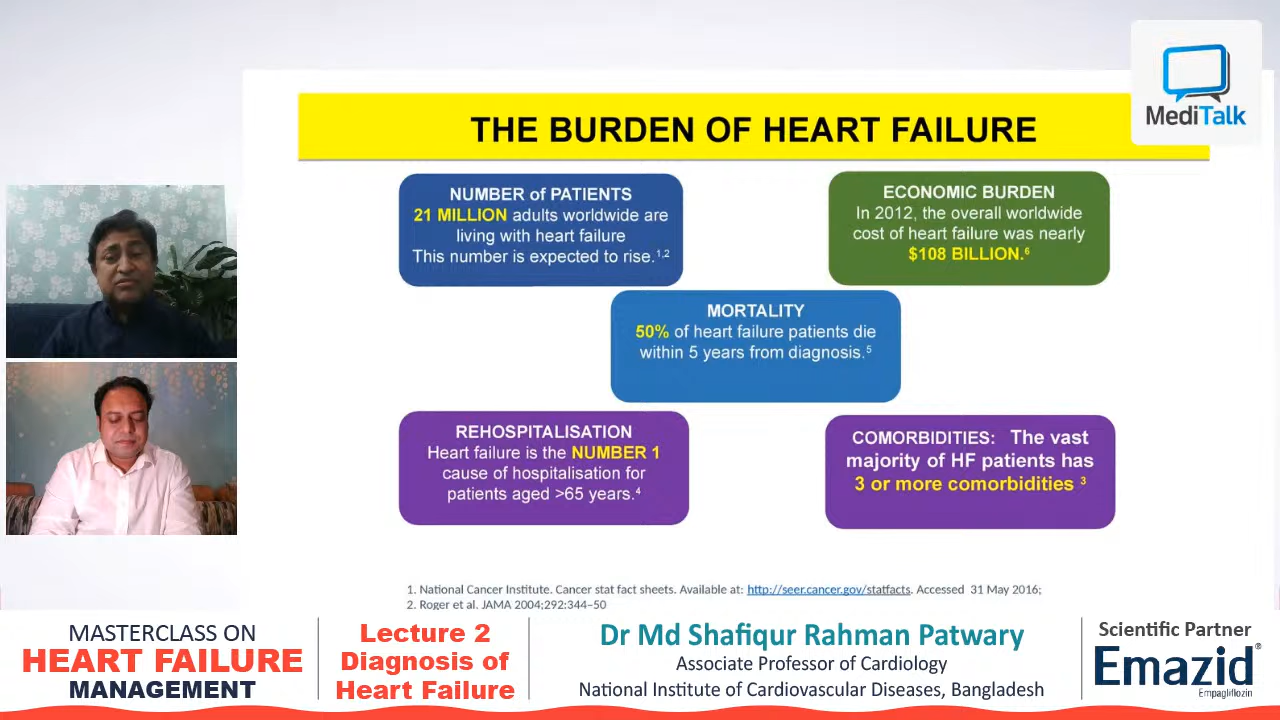 MediTalk
THE BURDEN OF HEART FAILURE
NUMBER of PATIENTS
21 MILLION adults worldwide are
living with heart failure
This number is expected to rise.1,2
ECONOMIC BURDEN
In 2012, the overall worldwide
cost of heart failure was nearly
$108 BILLION.6
MORTALITY
50% of heart failure patients die
within 5 years from diagnosis.5
REHOSPITALISATION
Heart failure is the NUMBER 1
cause of hospitalisation for
patients aged >65 years.4
COMORBIDITIES: The vast
majority of HF patients has
3 or more comorbidities 3
1. National Cancer Institute. Cancer stat fact sheets. Available at: http://seer.cancer.gov/statfacts. Accessed 31 May 2016;
2. Roger et al. JAMA 2004;292:344–50
MASTERCLASS ON
HEART FAILURE
MANAGEMENT
Lecture 2
Diagnosis of
Heart Failure
Dr Md Shafiqur Rahman Patwary
Associate Professor of Cardiology
National Institute of Cardiovascular Diseases, Bangladesh
Scientific Partner
Emazid®
Empagliflozin